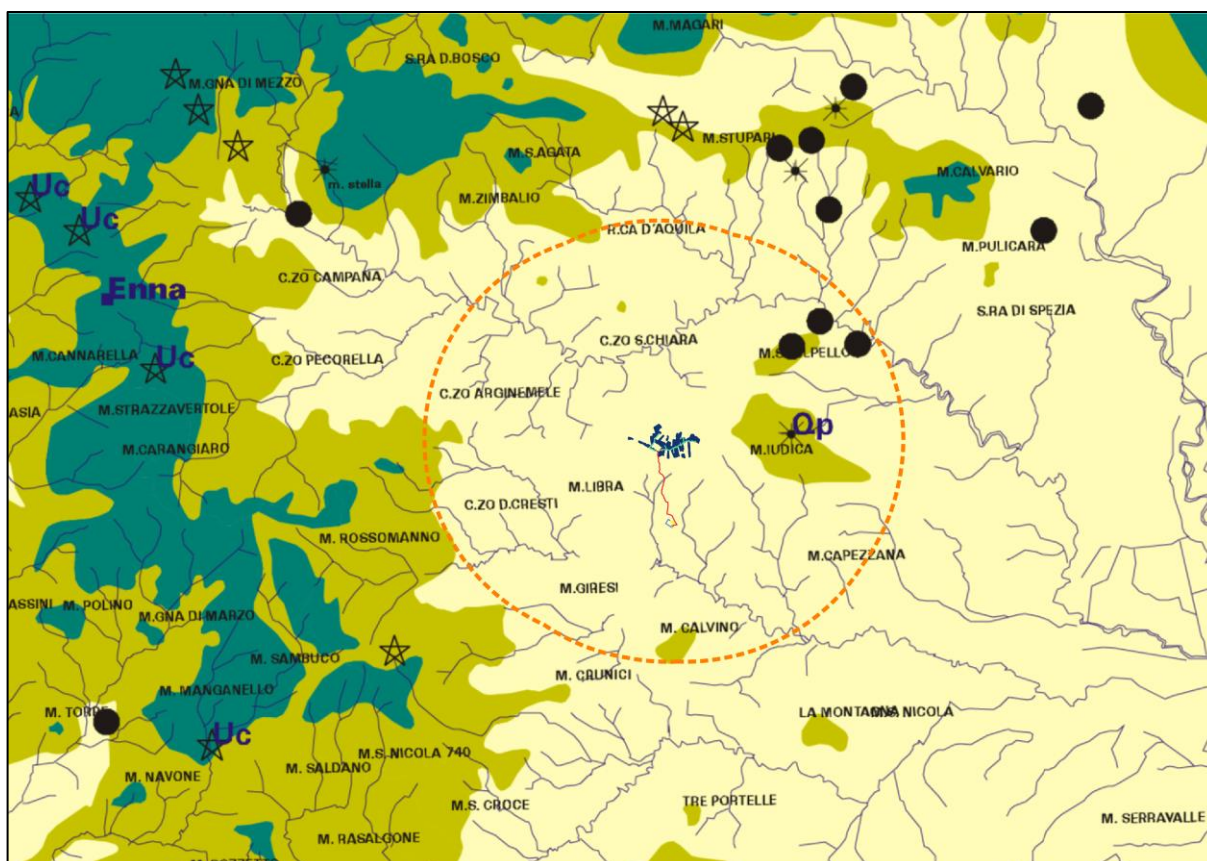 M.MAGARI
S.RA D.BOSCO
M.GNA DI MEZZO
A
M.STUPARI
M.S.AGATA
M.CALVARIO
m. stella
Uc
M.ZIMBALIO
Uc
R.CA D'AQUILA
M.PULICARA
C.ZO CAMPANA
Enna
S.RA DI SPEZIA
C.ZO S.CHIARA
M.CANNARELLA
Uc
C.ZO PECORELLA
C.ZO ARGINEMELE
ASIA
M.STRAZZAVERTOLE
Op
M.CARANGIARO
M.IUDICA
M.LIBRA
C.ZO D.CRESTI
M. ROSSOMANNO
M.CAPEZZANA
M.GIRESI
ASSINI
M. POLINO
M.GNA DI MARZO
M. CALVINO
M. SAMBUCO
M. CRUNICI
M. MANGANELLO
M. TORRE
LA MONTAGNA
NICOLA
Uc
M.S.NICOLA 740
M. SALDANO
M. NAVONE
M.S. CROCE
TRE PORTELLE
M. SERRAVALLE
M. RASALGONE